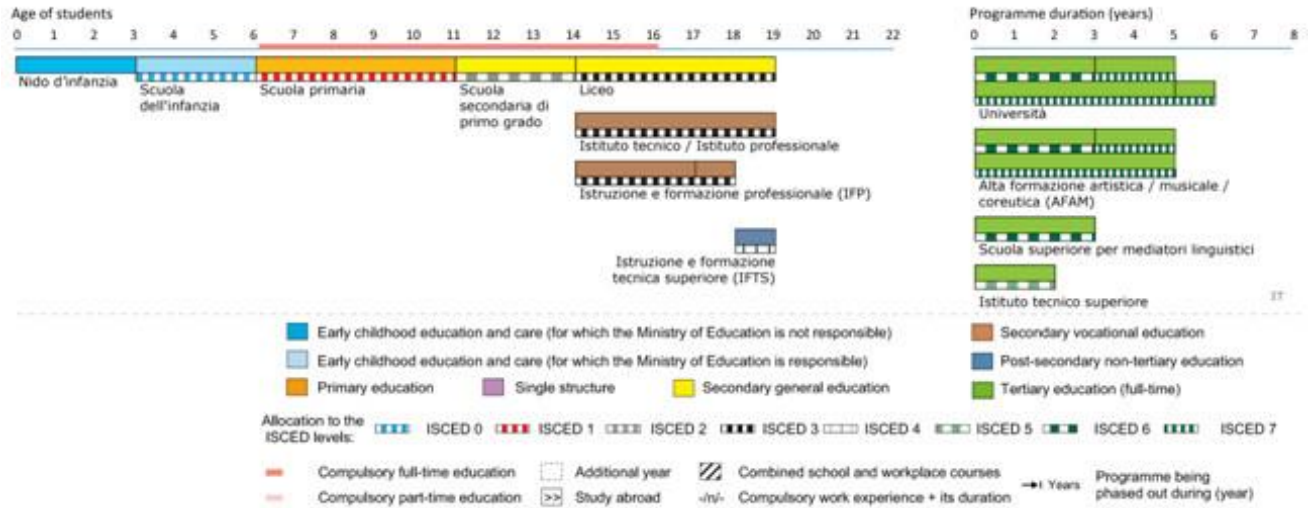 Age of students
Programme duration (years)
0 1 2 3 4 5 6 7 8 9 10 11 12 13 14 15 16 17 18 19 20 21 22
0 1 2 3 4 5 6 7 8
Nido d'infanzia
Scuola
dell'infanzia
Scuola primaria
Scuola
secondaria di
primo grado
Liceo
Istituto tecnico / Istituto professionale
Istruzione e formazione professionale (IFP)
Istruzione e formazione
tecnica superiore (IFTS)
Università
Alta formazione artistica / musicale /
coreutica (AFAM)
Scuola superiore per mediatori linguistici
Istituto tecnico superiore
IT
Early childhood education and care (for which the Ministry of Education is not responsible)
Secondary vocational education
Early childhood education and care (for which the Ministry of Education is responsible)
Post-secondary non-tertiary education
Primary education
Single structure
Secondary general education
Tertiary education (full-time)
Allocation to the
ISCED levels:
ISCED 0 ISCED 1 ISCED 2 ISCED 3 ISCED 4 ISCED 5 ISCED 6 ISCED 7
Compulsory full-time education
Additional year
Combined school and workplace courses
Compulsory part-time education
>> Study abroad
-/n/- Compulsory work experience + its duration
Years
Programme being
phased out during (year)